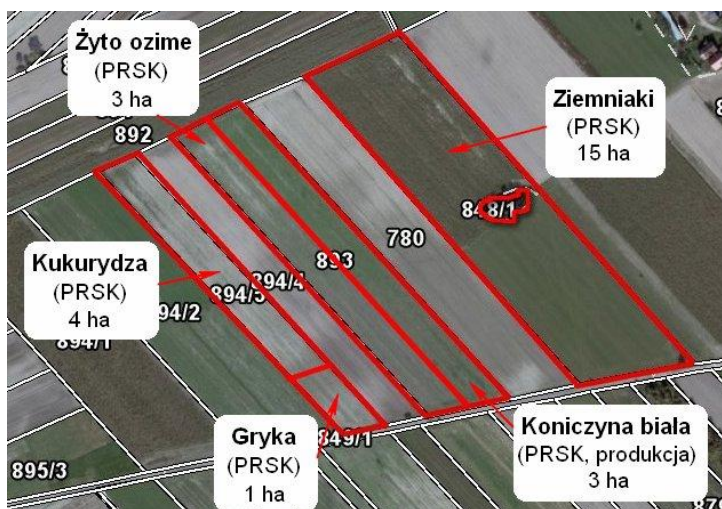 Żyto ozime
(PRSK)
3 ha
892
Ziemniaki
(PRSK)
15 ha
848/1
780
893
Kukurydza
(PRSK)
4 ha
894/4
894/5
894/2
894/1
Gryka
(PRSK)
1 ha
849/1
Koniczyna biała
(PRSK, produkcja)
3 ha
895/3